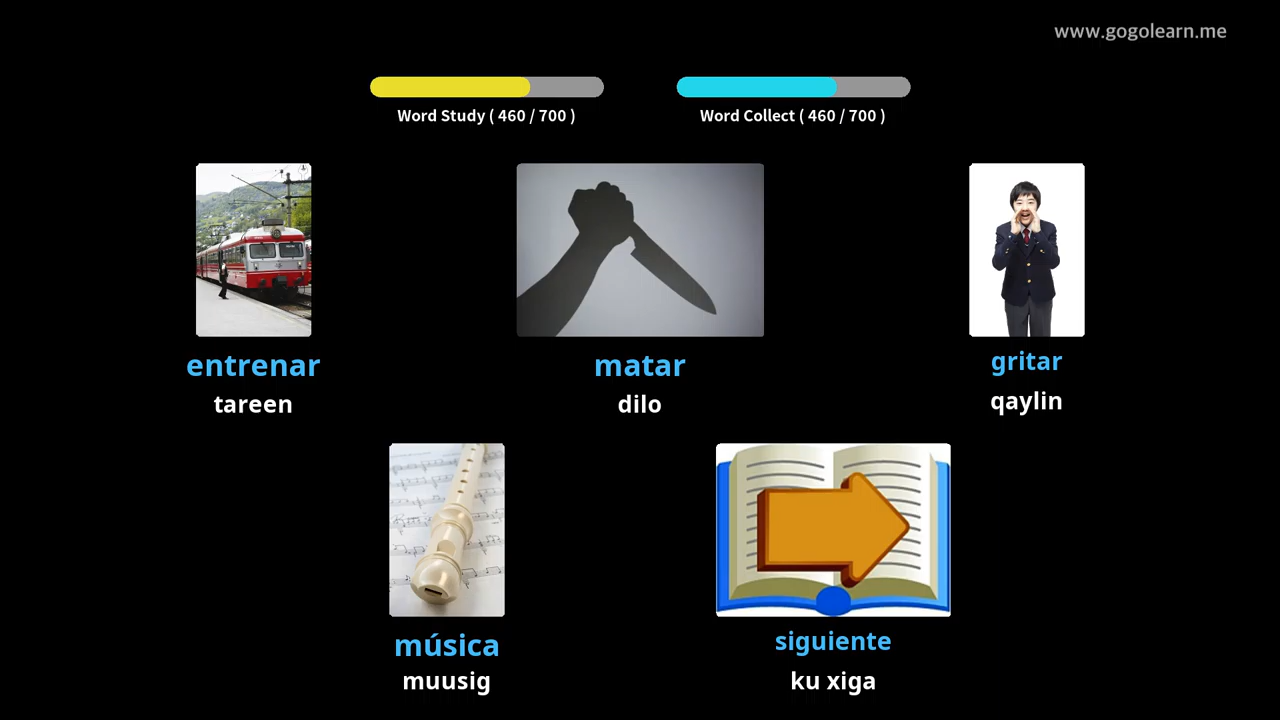 www.gogolearn.me
Word Study ( 460 / 700 )
Word Collect ( 460 / 700 )
entrenar
tareen
matar
dilo
gritar
qaylin
música
muusig
siguiente
ku xiga